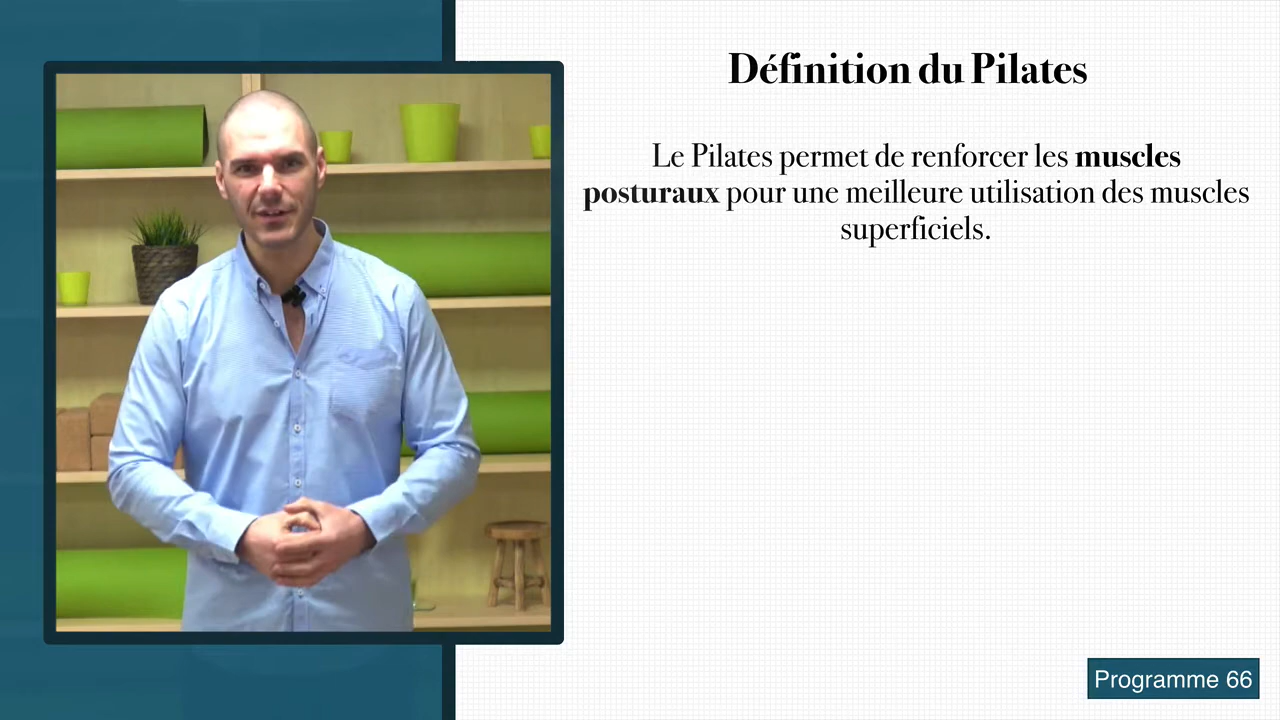 Définition du Pilates
Le Pilates permet de renforcer les muscles
posturaux pour une meilleure utilisation des muscles
superficiels.
Programme 66